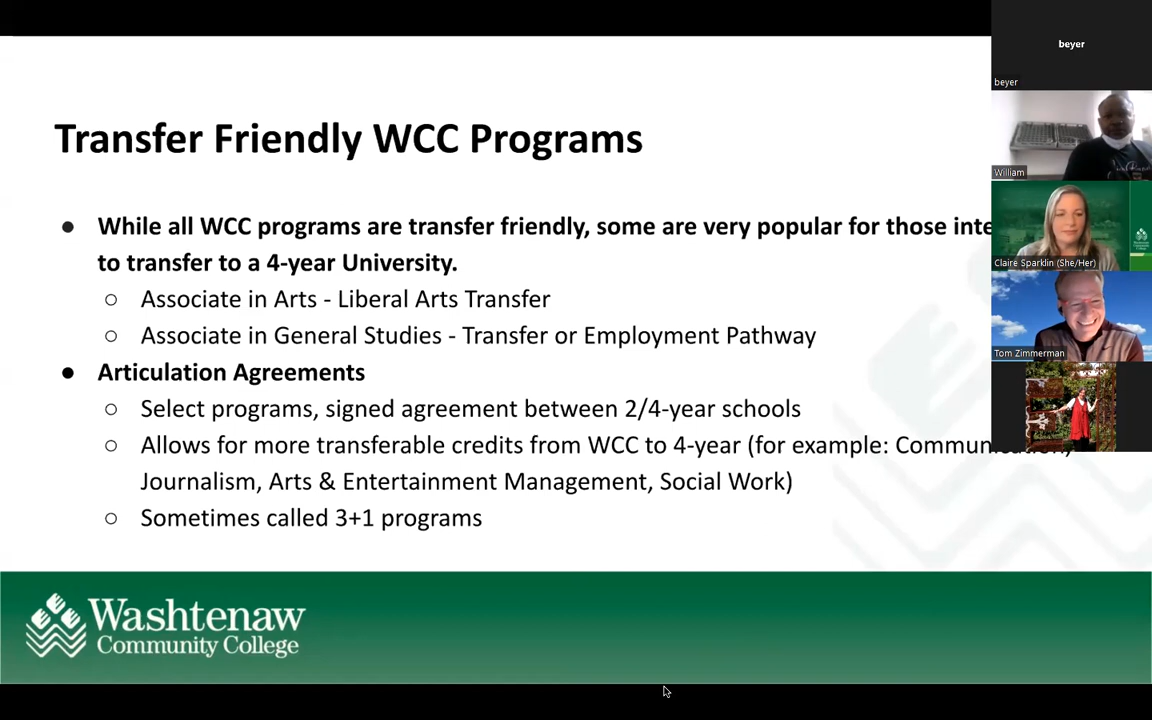 Transfer Friendly WCC Programs
● While all WCC programs are transfer friendly, some are very popular for those
to transfer to a 4-year University.
○ Associate in Arts - Liberal Arts Transfer
○ Associate in General Studies - Transfer or Employment Pathway
● Articulation Agreements
○ Select programs, signed agreement between 2/4-year schools
○ Allows for more transferable credits from WCC to 4-year (for example:
Journalism, Arts & Entertainment Management, Social Work)
○ Sometimes called 3+1 programs
Washtenaw
Community College
beyer
beyer
William
Claire Sparklin (She/Her)
Tom Zimmerman